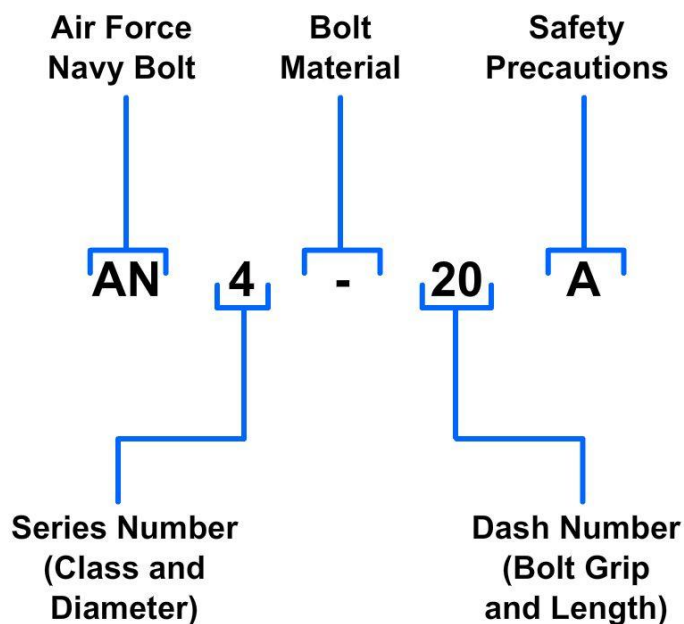 Air Force
Navy Bolt
Bolt
Material
Safety
Precautions
AN 4 - 20 A
Series Number
(Class and
Diameter)
Dash Number
(Bolt Grip
and Length)